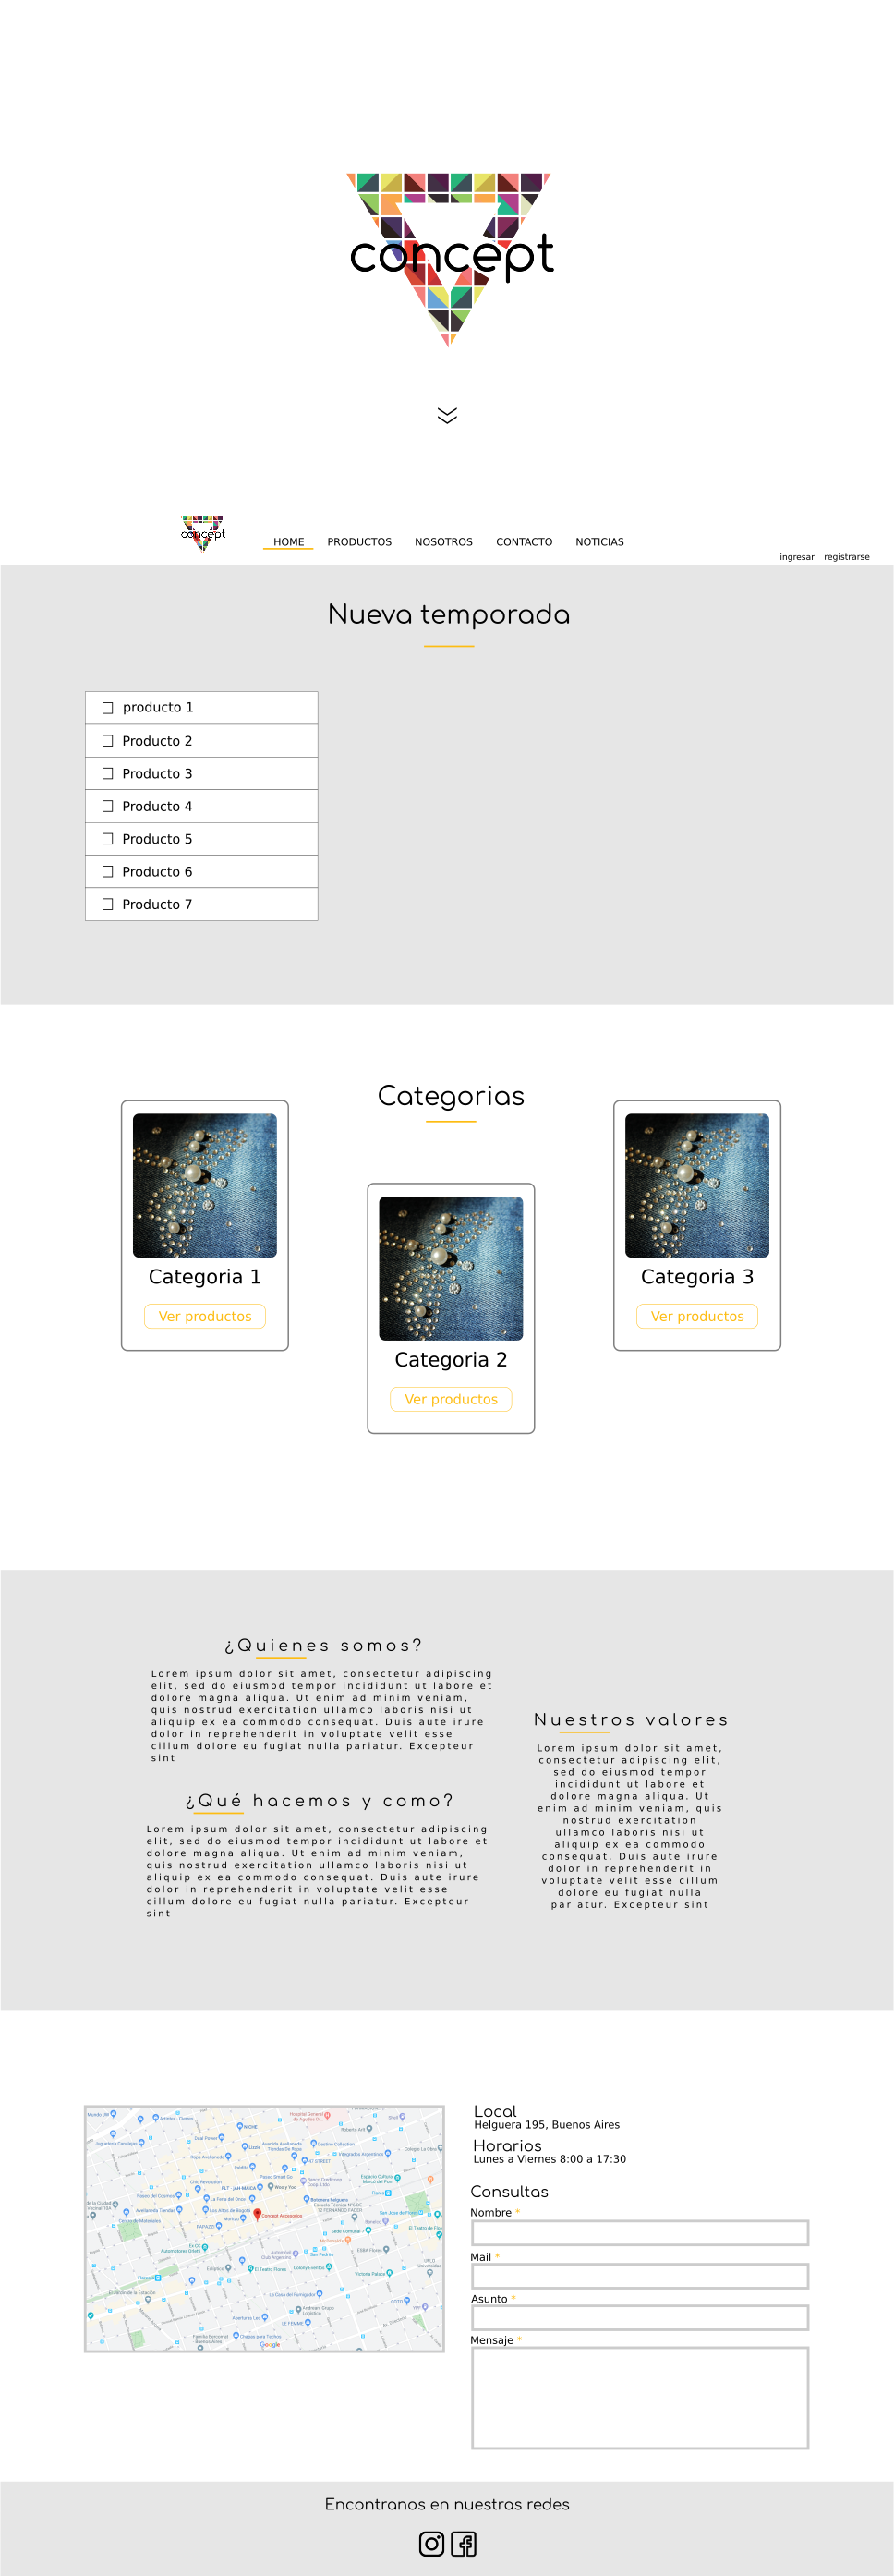 concept
concept
HOME PRODUCTOS NOSOTROS CONTACTO NOTICIAS
ingresar registrarse
Nueva temporada
producto 1
Producto 2
Producto 3
Producto 4
Producto 5
Producto 6
Producto 7
Categorias
Categoria 1
Ver productos
Categoria 2
Ver productos
Categoria 3
Ver productos
¿Quienes somos?
Lorem ipsum dolor sit amet, consectetur adipiscing
elit, sed do eiusmod tempor incididunt ut labore et
dolore magna aliqua. Ut enim ad minim veniam,
quis nostrud exercitation ullamco laboris nisi ut
aliquip ex ea commodo consequat. Duis aute irure
dolor in reprehenderit in voluptate velit esse
cillum dolore eu fugiat nulla pariatur. Excepteur
sint
¿Qué hacemos y como?
Lorem ipsum dolor sit amet, consectetur adipiscing
elit, sed do eiusmod tempor incididunt ut labore et
dolore magna aliqua. Ut enim ad minim veniam,
quis nostrud exercitation ullamco laboris nisi ut
aliquip ex ea commodo consequat. Duis aute irure
dolor in reprehenderit in voluptate velit esse
cillum dolore eu fugiat nulla pariatur. Excepteur
sint
Nuestros valores
Lorem ipsum dolor sit amet,
consectetur adipiscing elit,
sed do eiusmod tempor
incididunt ut labore et
dolore magna aliqua. Ut
enim ad minim veniam, quis
nostrud exercitation
ullamco laboris nisi ut
aliquip ex ea commodo
consequat. Duis aute irure
dolor in reprehenderit in
voluptate velit esse cillum
dolore eu fugiat nulla
pariatur. Excepteur sint
Concept Accesorios
Google
Local
Helguera 195, Buenos Aires
Horarios
Lunes a Viernes 8:00 a 17:30
Consultas
Nombre *
Mail *
Asunto *
Mensaje *
Encontranos en nuestras redes